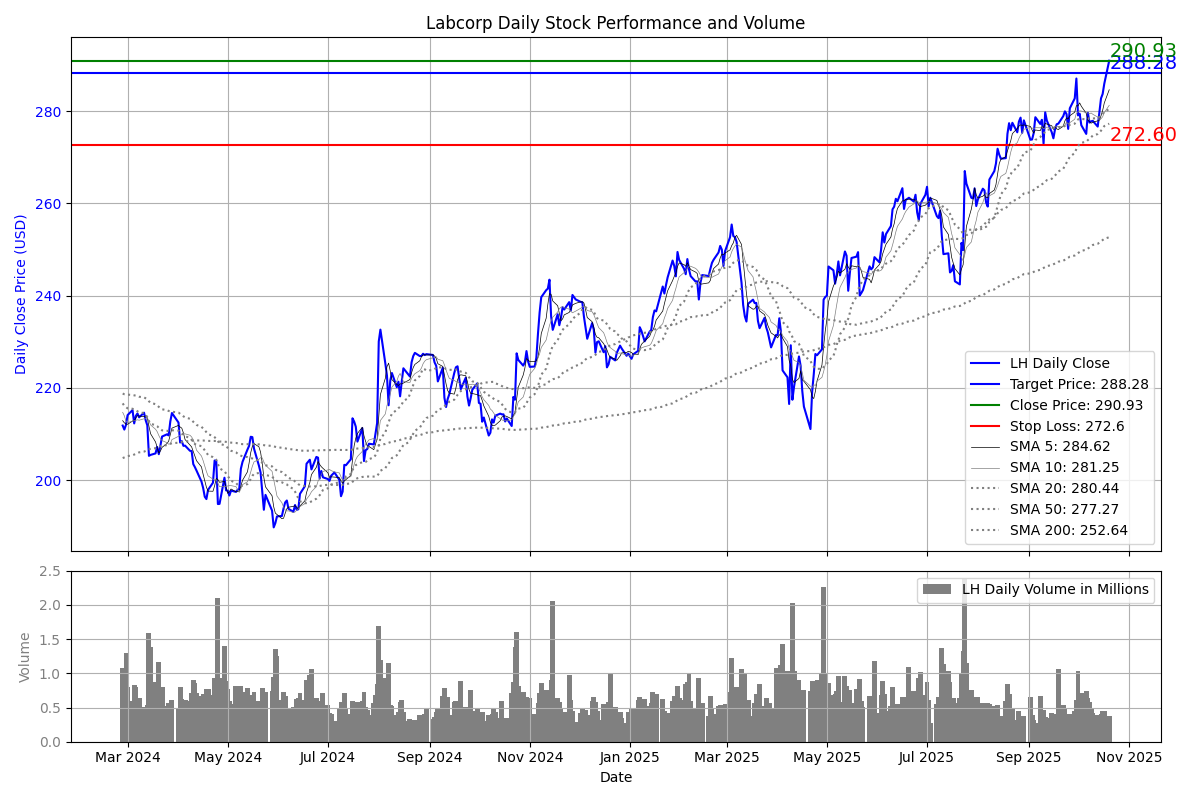 Labcorp Daily Stock Performance and Volume
290.93
288.28
272.60
280
260
240
220
200
Daily Close Price (USD)
LH Daily Close
Target Price: 288.28
Close Price: 290.93
Stop Loss: 272.6
SMA 5: 284.62
SMA 10: 281.25
SMA 20: 280.44
SMA 50: 277.27
SMA 200: 252.64
2.5
2.0
1.5
1.0
0.5
0.0
Volume
LH Daily Volume in Millions
Mar 2024
May 2024
Jul 2024
Sep 2024
Nov 2024
Jan 2025
Mar 2025
May 2025
Jul 2025
Sep 2025
Nov 2025
Date